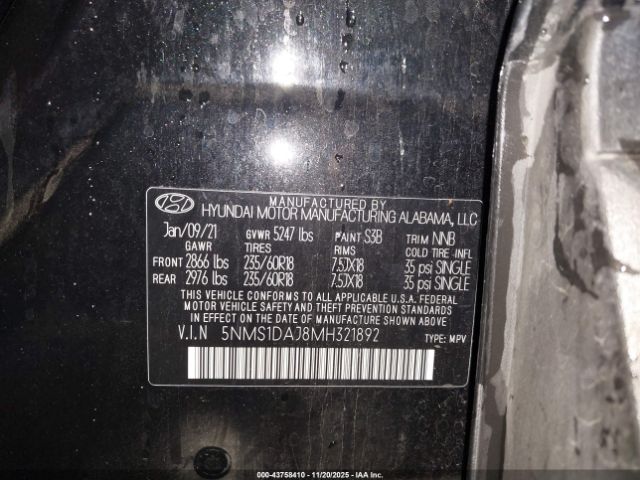 MANUFACTURED BY
HYUNDAI MOTOR MANUFACTURING ALABAMA, LLC
Jan/09/21 GVWR 5247 lbs PAINT S3B TRIM NNB
GAWR TIRES RIMS COLD TIRE INFL
FRONT 2866 lbs 235/60R18 7.5JX18 35 psi SINGLE
REAR 2976 lbs 235/60R18 7.5JX18 35 psi SINGLE
THIS VEHICLE CONFORMS TO ALL APPLICABLE U.S.A. FEDERAL
MOTOR VEHICLE SAFETY, BUMPER, AND THEFT PREVENTION STANDARDS
IN EFFECT ON THE DATE OF MANUFACTURE SHOWN ABOVE.
V.I.N 5NMS1DAJ8MH321892 TYPE: MPV
000-43758410 - 11/20/2025 - IAA Inc.